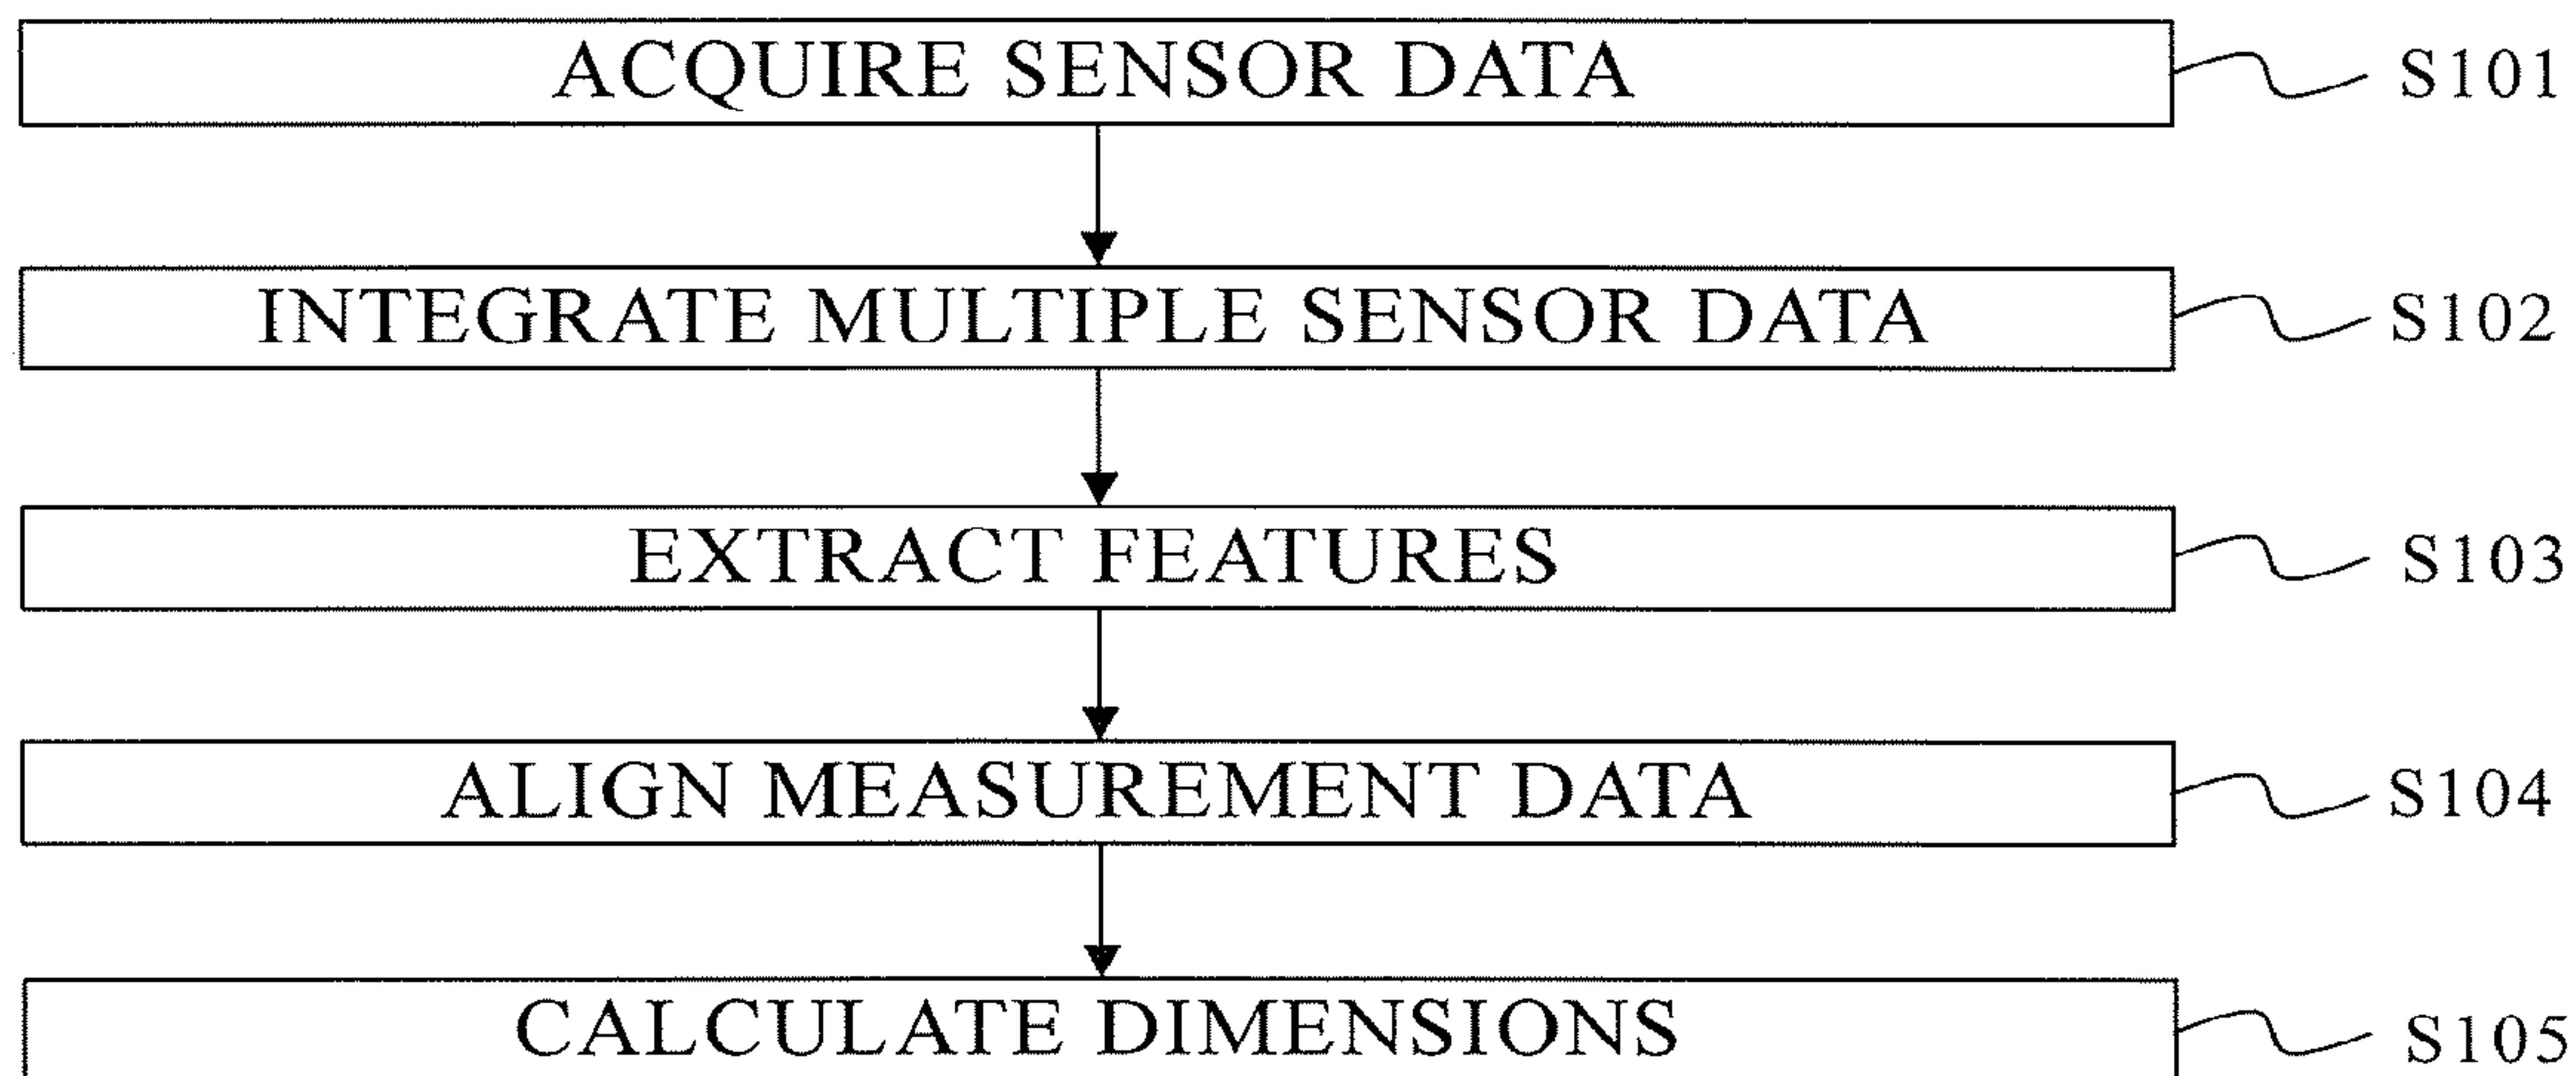 ACQUIRE SENSOR DATA S101
INTEGRATE MULTIPLE SENSOR DATA S102
EXTRACT FEATURES S103
ALIGN MEASUREMENT DATA S104
CALCULATE DIMENSIONS S105